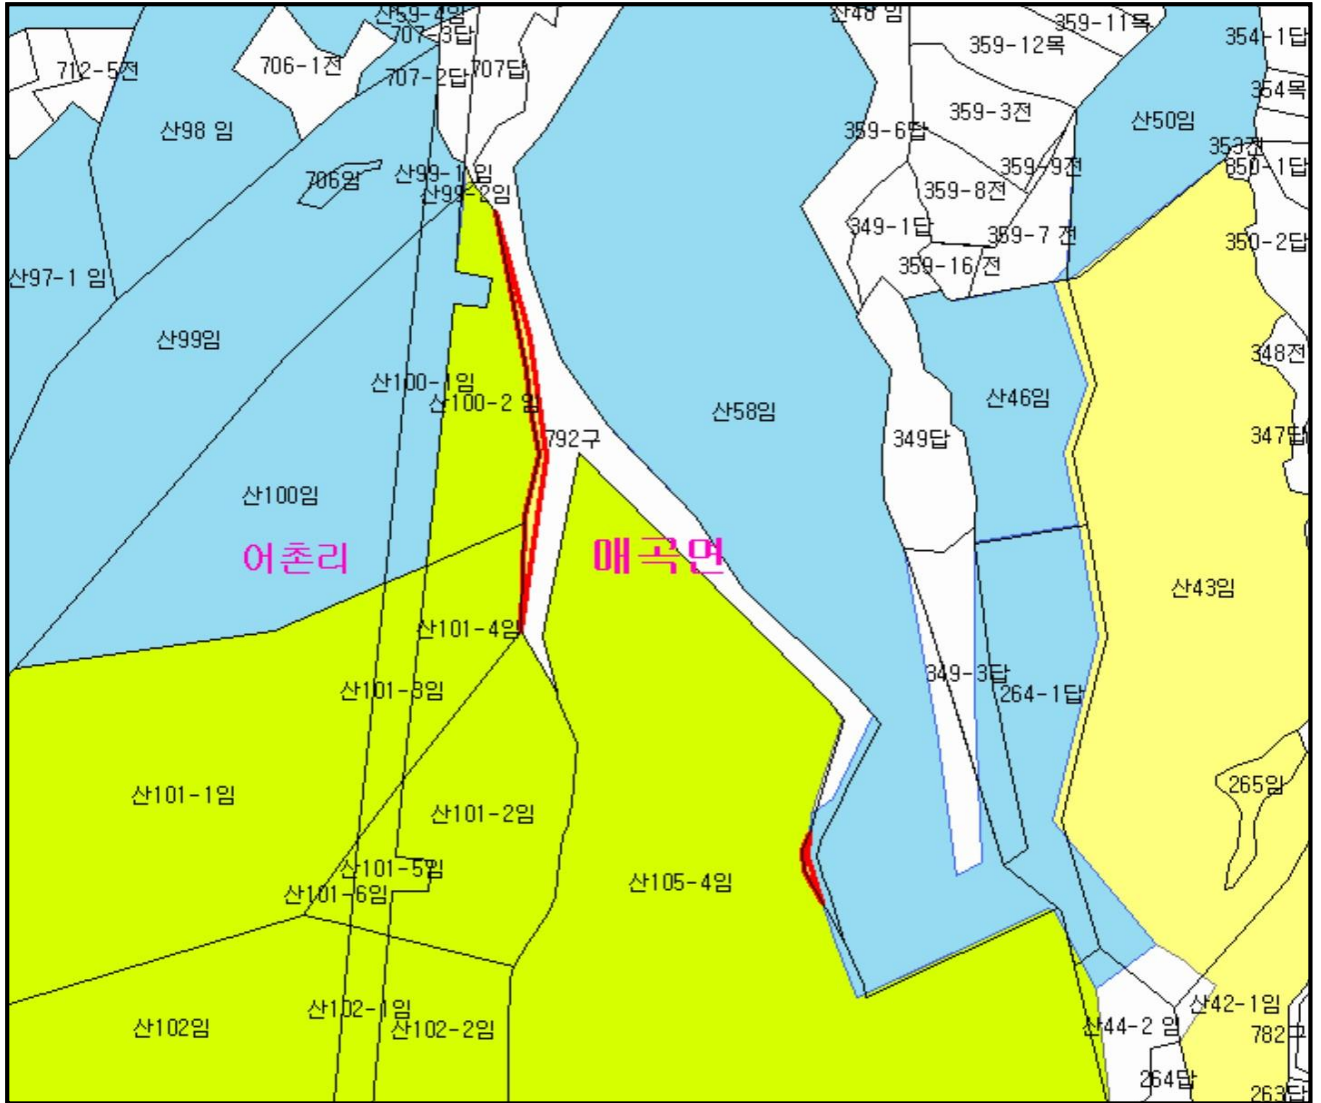 산59-4임
산48 임
359-11목
707-3답
359-12목
354-1답
712-5전
706-1전
707-2답
707답
354목
359-3전
산98 임
359-6답
산50임
353전
706임
산99-1 임
359-9전
350-1답
산99-2임
359-8전
349-1답
359-7 전
350-2답
산97-1 임
359-16 전
산99임
348전
산100-1임
산100-2 임
산58임
산46임
792구
349답
347답
산100임
어촌리
매곡면
산43임
산101-4임
349-3답
산101-3임
264-1답
265임
산101-1임
산101-2임
산101-5임
산105-4임
산101-6임
산102-1임
산42-1임
산102임
산102-2임
산44-2 임
782구
264답
263답